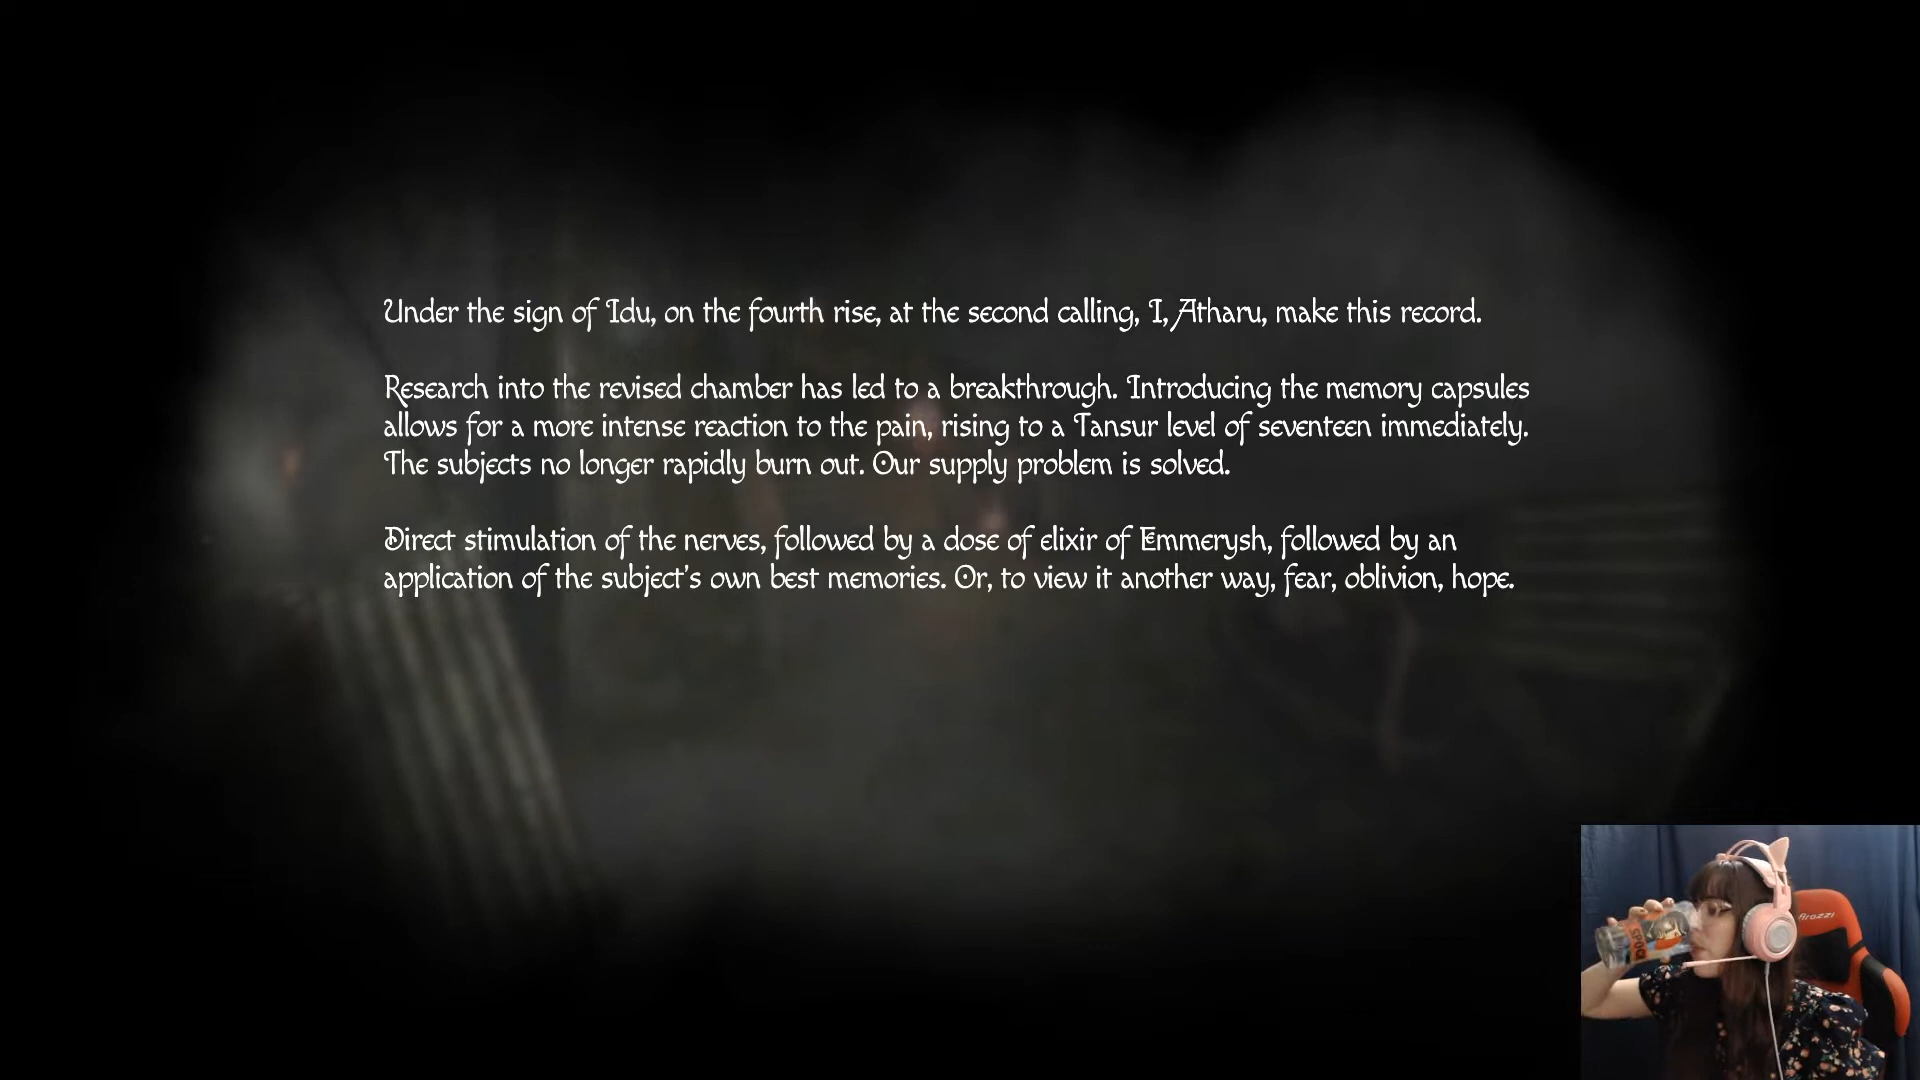 Under the sign of Idu, on the fourth rise, at the second calling, I, Atharu, make this record.
Research into the revised chamber has led to a breakthrough. Introducing the memory capsules
allows for a more intense reaction to the pain, rising to a Tansur level of seventeen immediately.
The subjects no longer rapidly burn out. Our supply problem is solved.
Direct stimulation of the nerves, followed by a dose of elixir of Emmerysh, followed by an
application of the subject's own best memories. Or, to view it another way, fear, oblivion, hope.
Arozzi
SPOCK